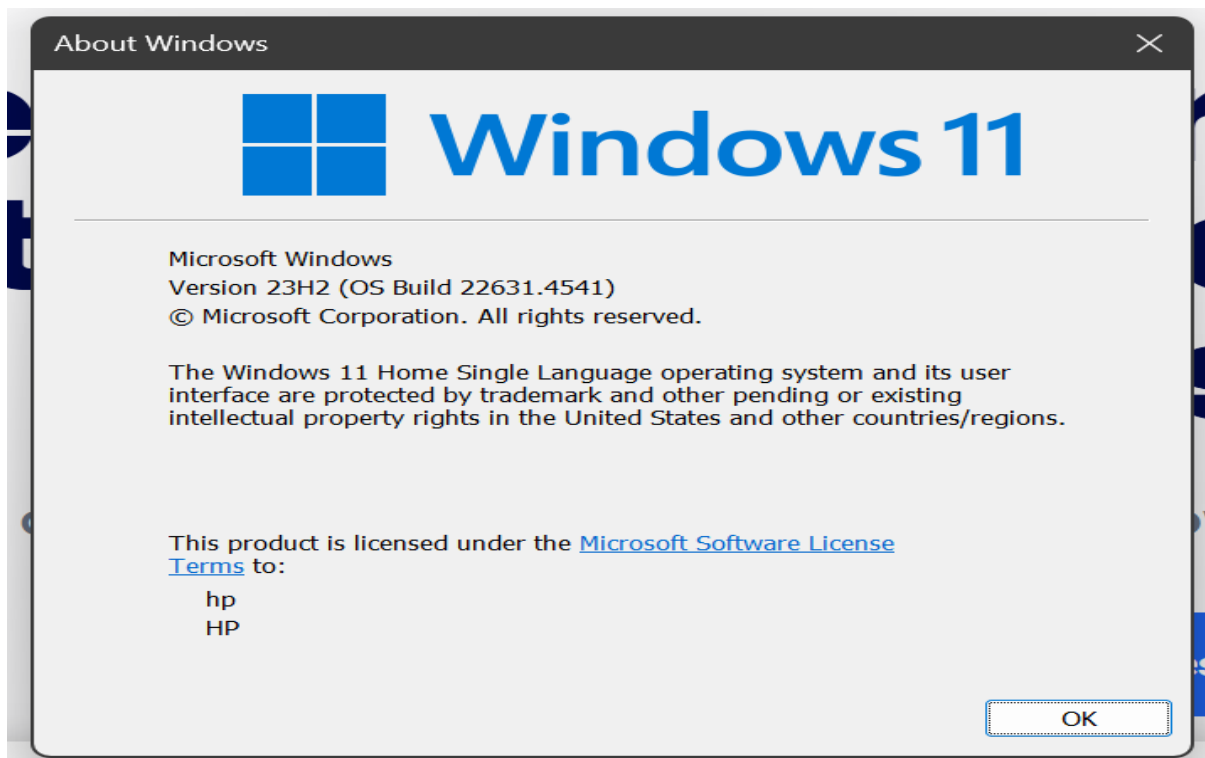 About Windows
Windows 11
Microsoft Windows
Version 23H2 (OS Build 22631.4541)
© Microsoft Corporation. All rights reserved.
The Windows 11 Home Single Language operating system and its user
interface are protected by trademark and other pending or existing
intellectual property rights in the United States and other countries/regions.
This product is licensed under the Microsoft Software License
Terms to:
hp
HP
OK